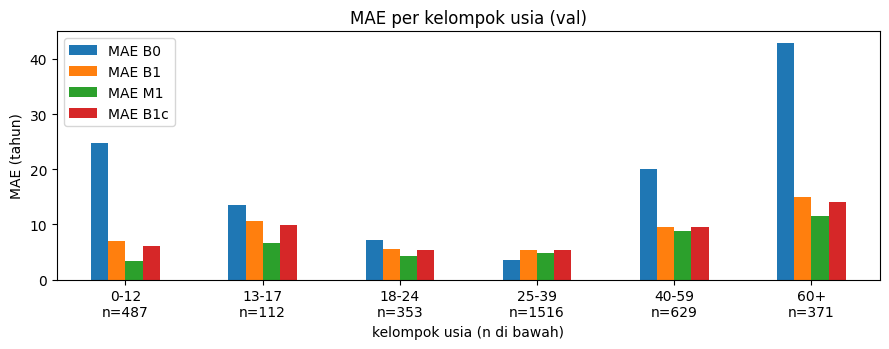 MAE per kelompok usia (val)
MAE B0
MAE B1
MAE M1
MAE B1c
MAE (tahun)
40
30
20
10
0
0-12
n=487
13-17
n=112
18-24
n=353
25-39
n=1516
40-59
n=629
60+
n=371
kelompok usia (n di bawah)